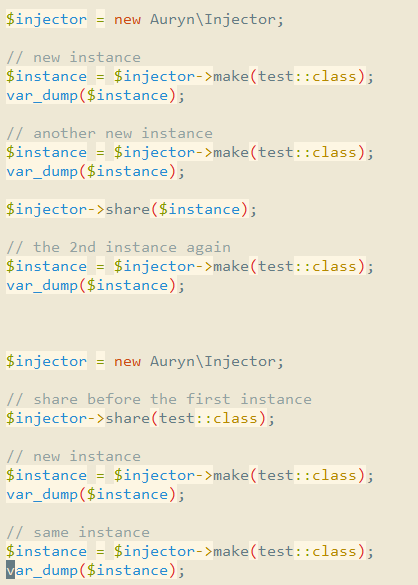 $injector = new Auryn\Injector;
// new instance
$instance = $injector->make(test::class);
var_dump($instance);
// another new instance
$instance = $injector->make(test::class);
var_dump($instance);
$injector->share($instance);
// the 2nd instance again
$instance = $injector->make(test::class);
var_dump($instance);
$injector = new Auryn\Injector;
// share before the first instance
$injector->share(test::class);
// new instance
$instance = $injector->make(test::class);
var_dump($instance);
// same instance
$instance = $injector->make(test::class);
var_dump($instance);